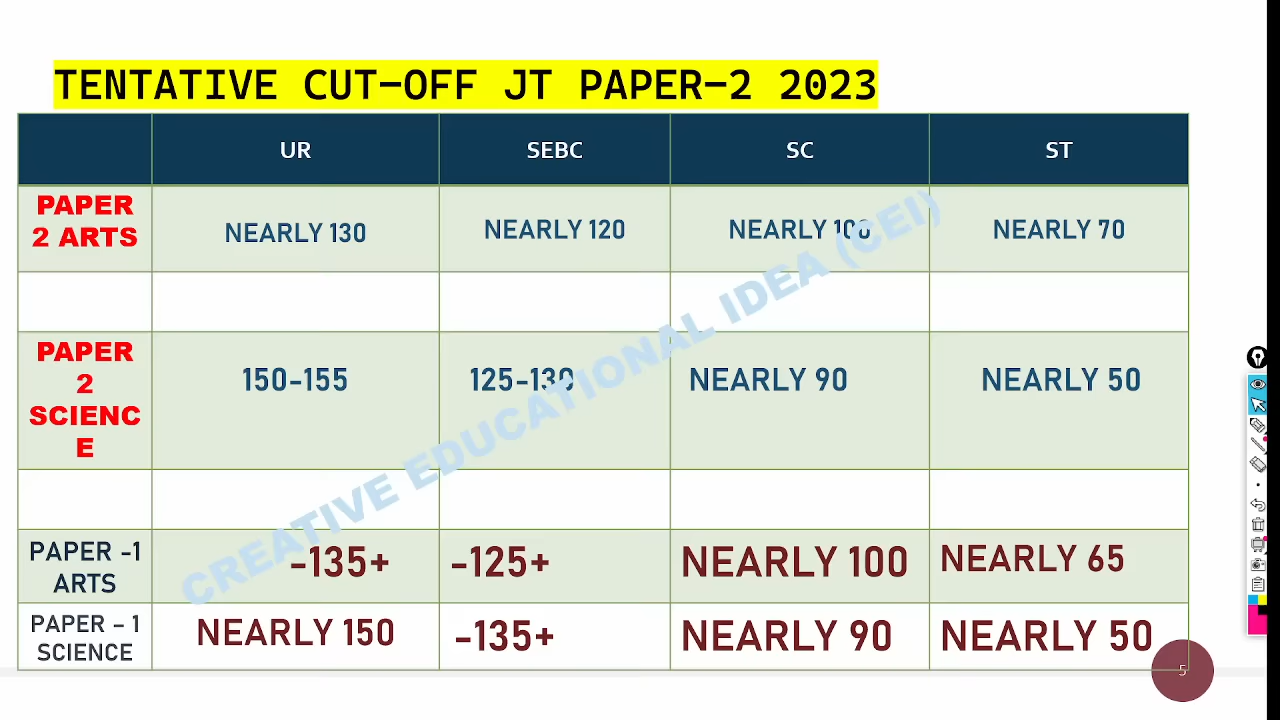 TENTATIVE CUT-OFF JT PAPER-2 2023
UR SEBC SC ST
PAPER
2 ARTS
NEARLY 130 NEARLY 120 NEARLY 100 NEARLY 70
PAPER
2
SCIENC
E
150-155 125-130 NEARLY 90 NEARLY 50
PAPER -1
ARTS
-135+ -125+ NEARLY 100 NEARLY 65
PAPER - 1
SCIENCE
NEARLY 150 -135+ NEARLY 90 NEARLY 50
CREATIVE EDUCATIONAL IDEA (CEI)
5